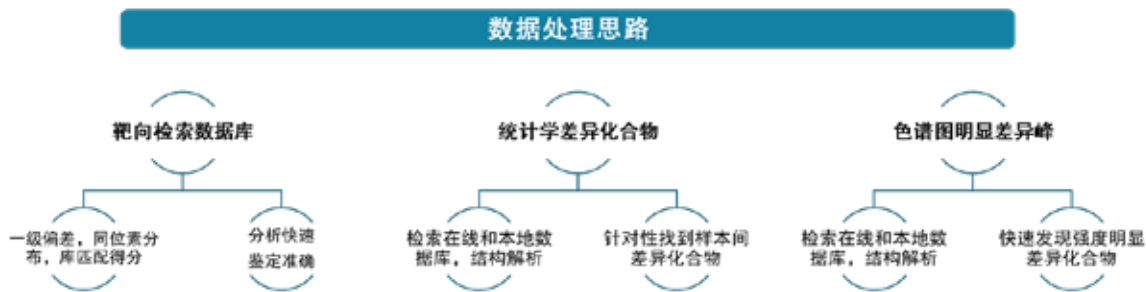 数据处理思路
靶向检索数据库
统计学差异化合物
色谱图明显差异峰
一级偏差，同位素分
布，库匹配得分
分析快速
鉴定准确
检索在线和本地数
据库，结构解析
针对性找到样本间
差异化合物
检索在线和本地数
据库，结构解析
快速发现强度明显
差异化合物